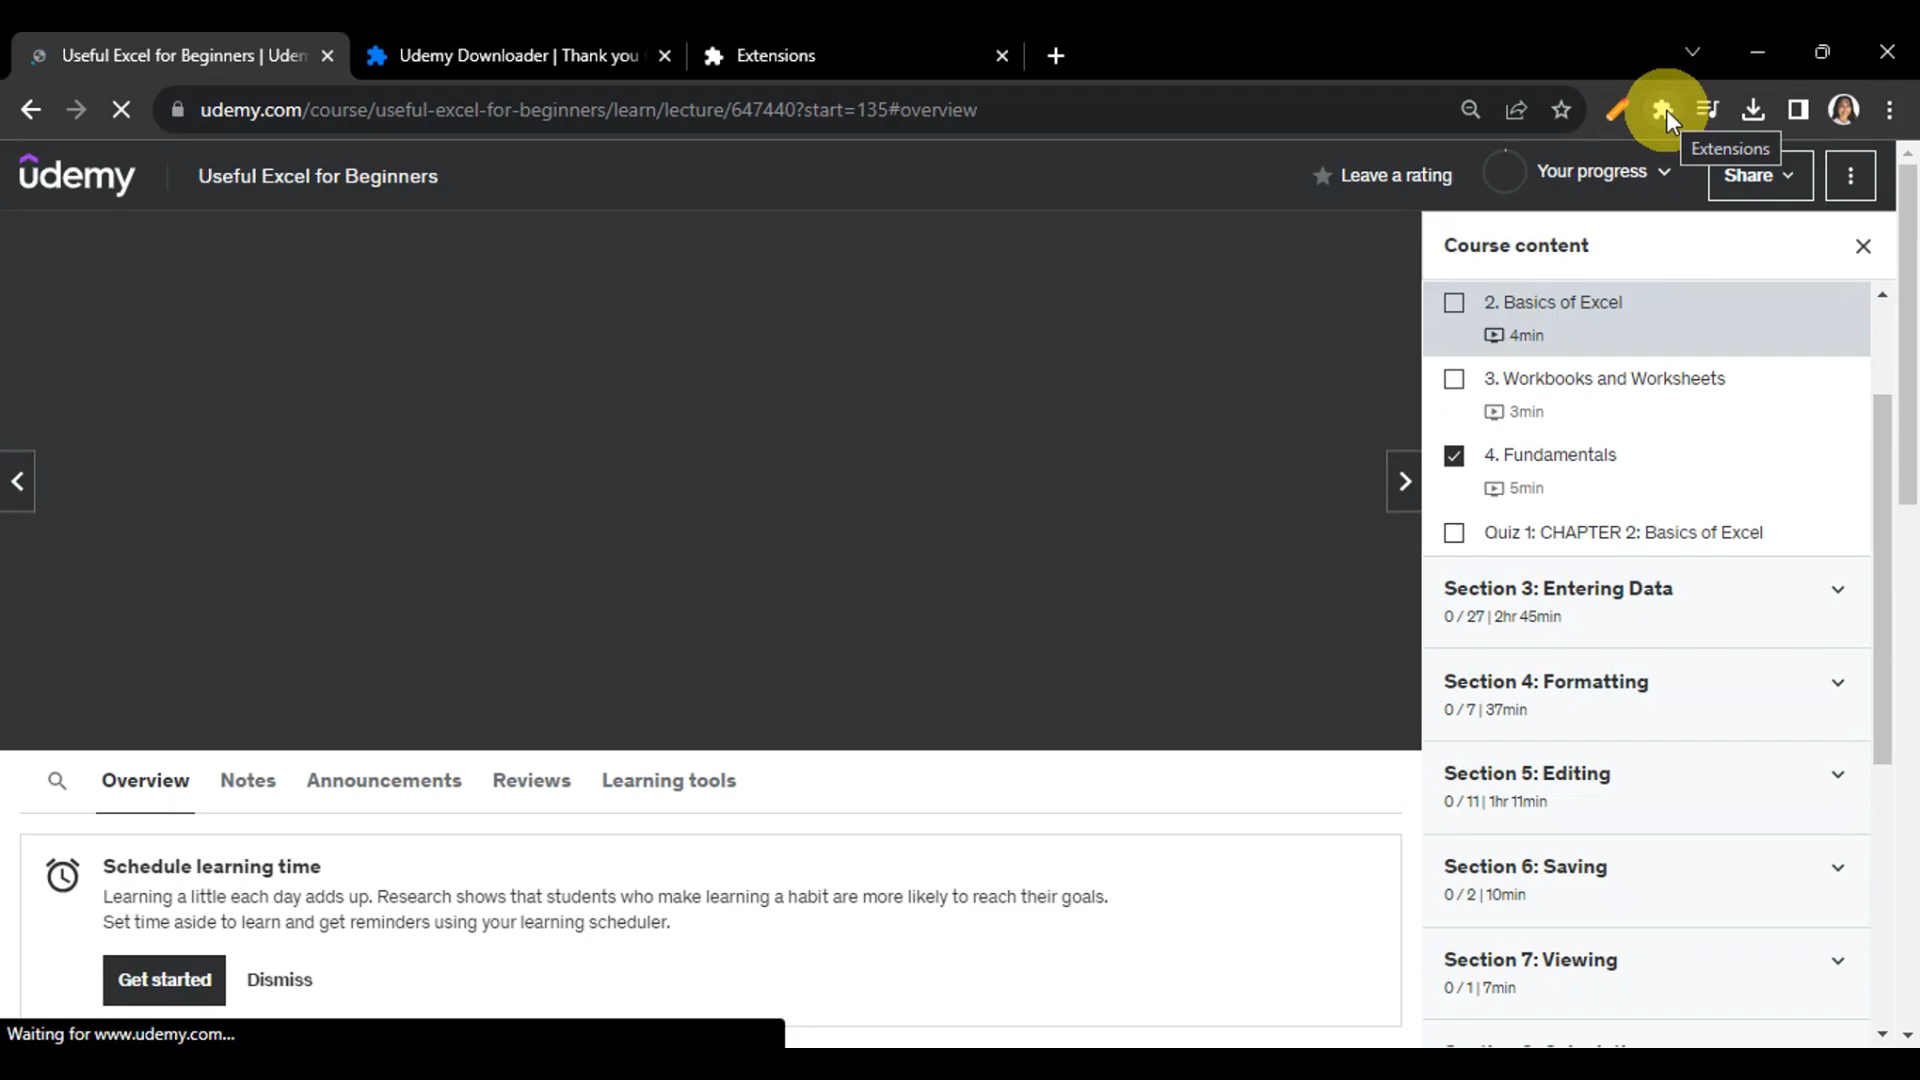 Useful Excel for Beginners | Udem
Udemy Downloader | Thank you
Extensions
udemy.com/course/useful-excel-for-beginners/learn/lecture/647440?start=135#overview
Extensions
udemy
Useful Excel for Beginners
Leave a rating
Your progress
Share
Course content
2. Basics of Excel
4min
3. Workbooks and Worksheets
3min
4. Fundamentals
5min
Quiz 1: CHAPTER 2: Basics of Excel
Section 3: Entering Data
0 / 27 | 2hr 45min
Section 4: Formatting
0 / 7 | 37min
Section 5: Editing
0 / 11 | 1hr 11min
Section 6: Saving
0 / 2 | 10min
Section 7: Viewing
0 / 1 | 7min
Overview
Notes
Announcements
Reviews
Learning tools
Schedule learning time
Learning a little each day adds up. Research shows that students who make learning a habit are more likely to reach their goals.
Set time aside to learn and get reminders using your learning scheduler.
Get started
Dismiss
Waiting for www.udemy.com...